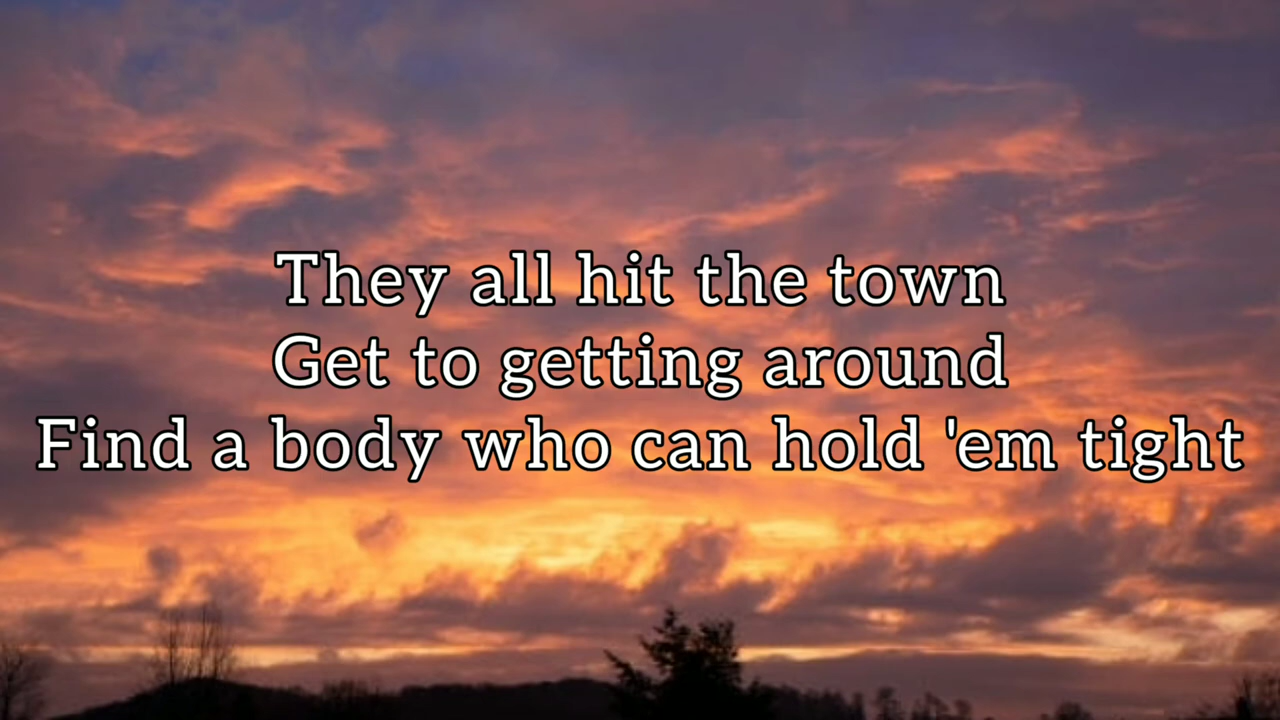 They all hit the town
Get to getting around
Find a body who can hold 'em tight